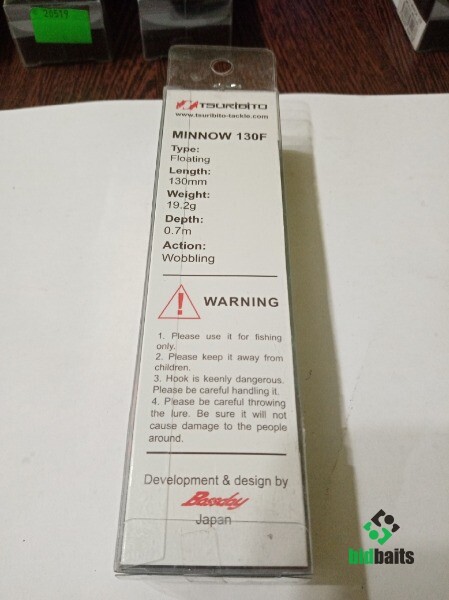 28519
TSURIBITO
www.tsuribito-tackle.com
MINNOW 130F
Type:
Floating
Length:
130mm
Weight:
19.2g
Depth:
0.7m
Action:
Wobbling
WARNING
1. Please use it for fishing
only.
2. Please keep it away from
children.
3. Hook is keenly dangerous.
Please be careful handling it.
4. Please be careful throwing
the lure. Be sure it will not
cause damage to the people
around.
Development & design by
Bassday
Japan
bidbaits